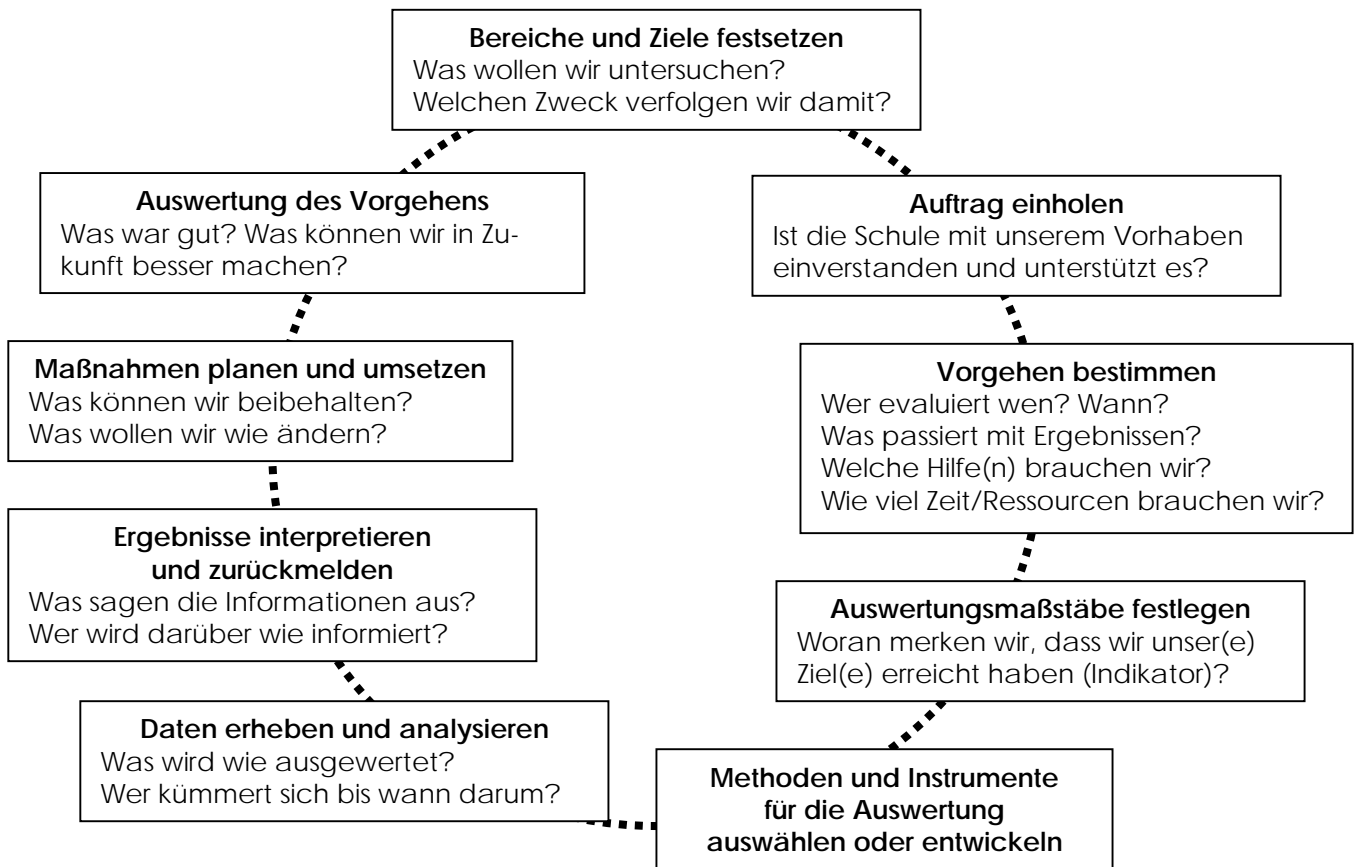 Bereiche und Ziele festsetzen
Was wollen wir untersuchen?
Welchen Zweck verfolgen wir damit?
Auftrag einholen
Ist die Schule mit unserem Vorhaben
einverstanden und unterstützt es?
Vorgehen bestimmen
Wer evaluiert wen? Wann?
Was passiert mit Ergebnissen?
Welche Hilfe(n) brauchen wir?
Wie viel Zeit/Ressourcen brauchen wir?
Auswertungsmaßstäbe festlegen
Woran merken wir, dass wir unser(e)
Ziel(e) erreicht haben (Indikator)?
Methoden und Instrumente
für die Auswertung
auswählen oder entwickeln
Daten erheben und analysieren
Was wird wie ausgewertet?
Wer kümmert sich bis wann darum?
Ergebnisse interpretieren
und zurückmelden
Was sagen die Informationen aus?
Wer wird darüber wie informiert?
Maßnahmen planen und umsetzen
Was können wir beibehalten?
Was wollen wir wie ändern?
Auswertung des Vorgehens
Was war gut? Was können wir in Zu-
kunft besser machen?